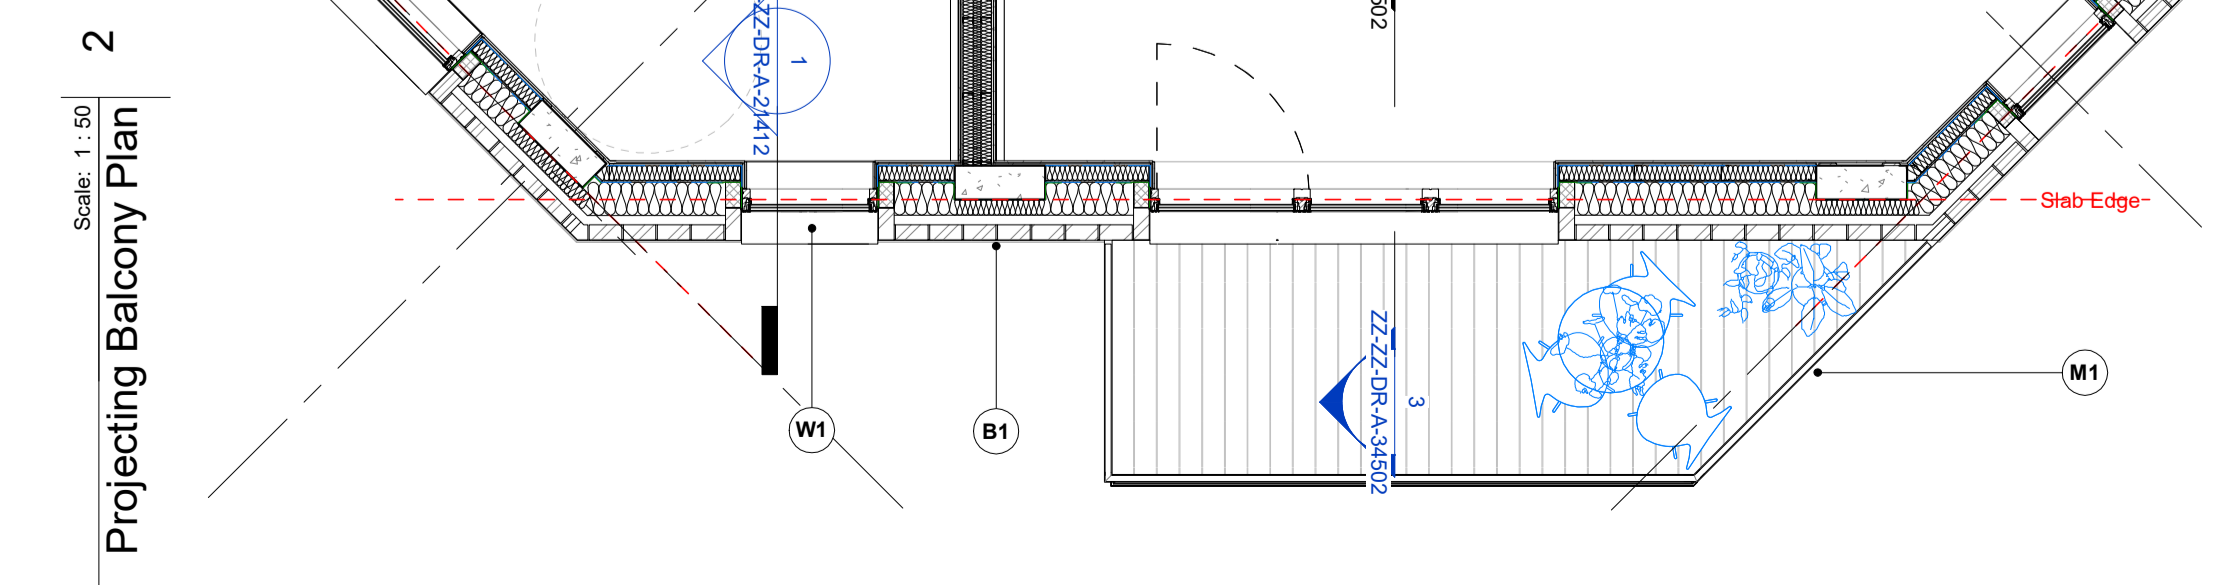 2
Scale: 1 : 50
Projecting Balcony Plan
ZZ-DR-A-21412
1
502
Slab Edge
ZZ-ZZ-DR-A-34502
3
W1
B1
M1